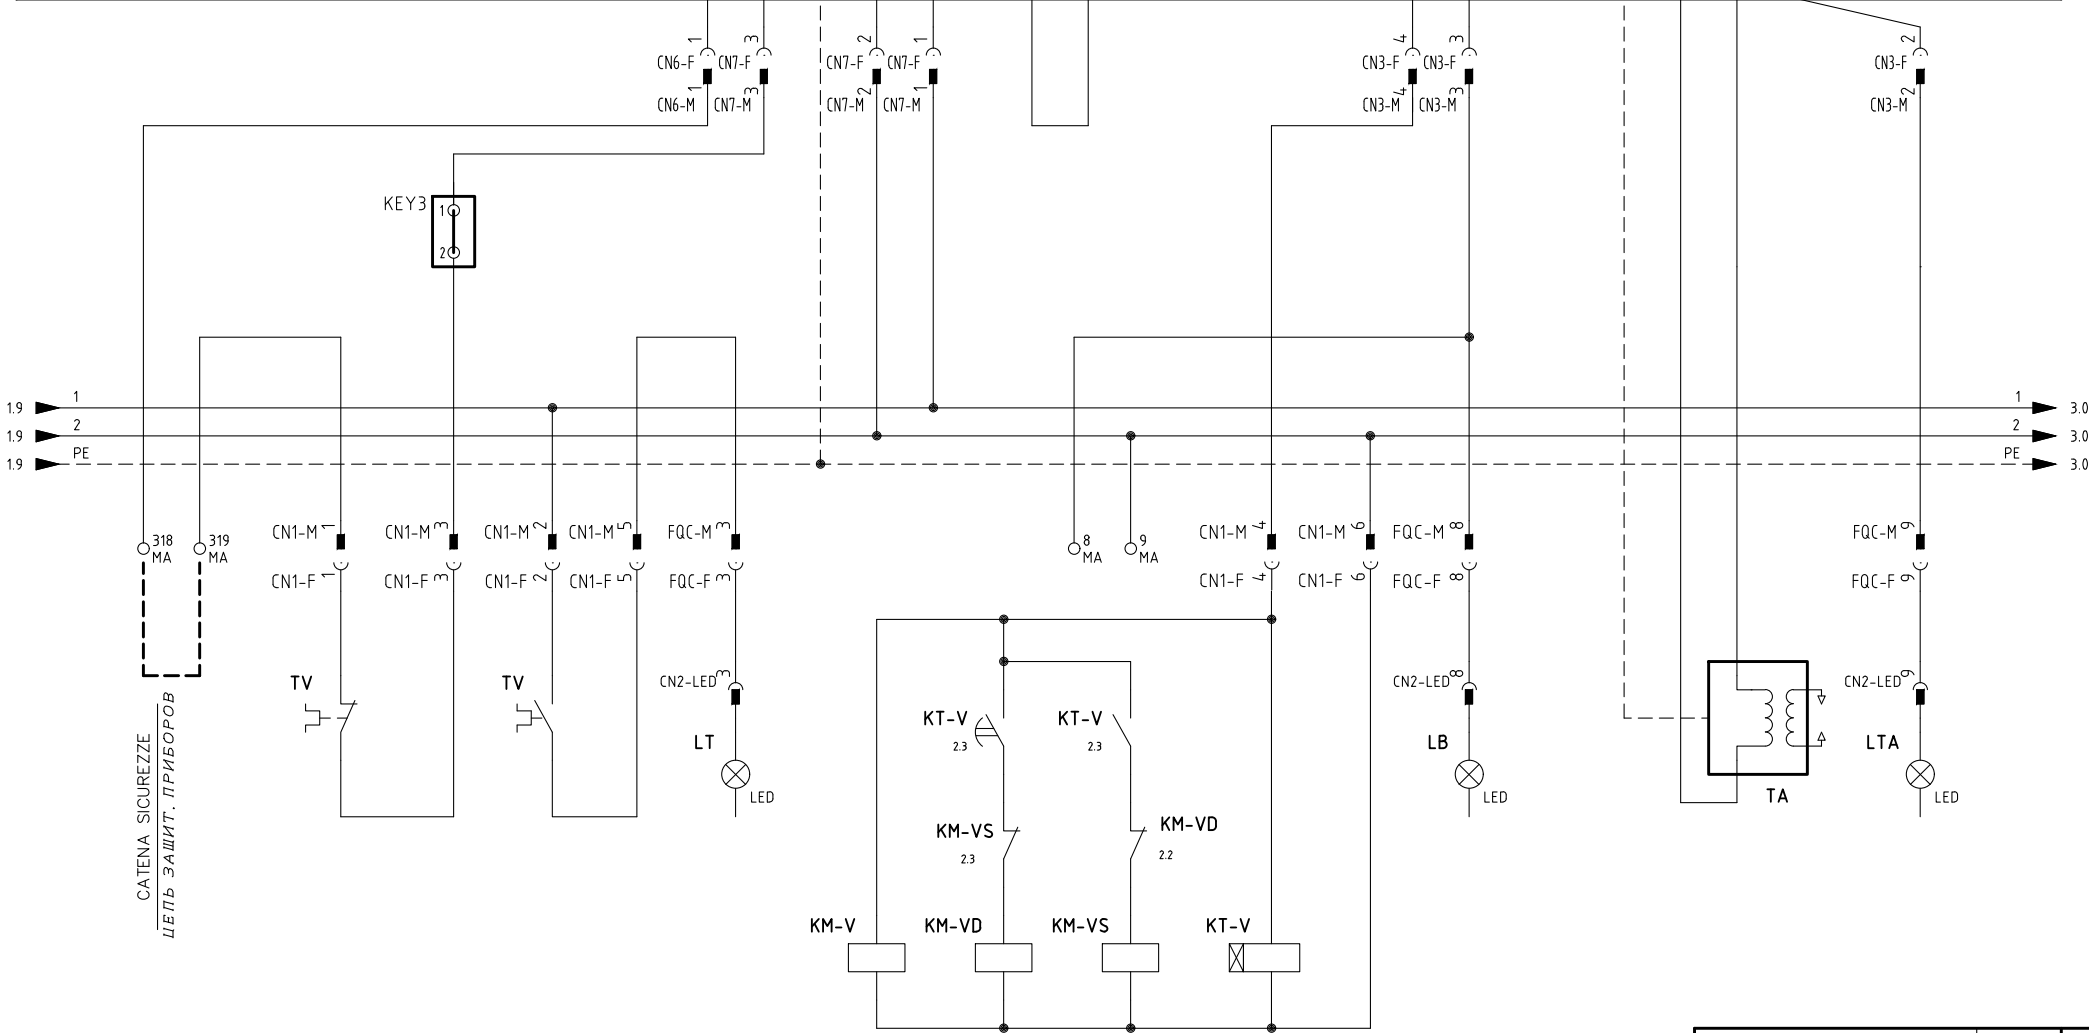 1 3 2 1 4 3 2
CN6-F CN7-F CN7-F CN7-F CN3-F CN3-F CN3-F
1 3 2 1 4 3 2
CN6-M CN7-M CN7-M CN7-M CN3-M CN3-M CN3-M
KEY3 1
2
1.9 1 1 3.0
1.9 2 2 3.0
1.9 PE PE 3.0
318 319 CN1-M 1 CN1-M 3 CN1-M 2 CN1-M 5 FQC-M 3 8 9 CN1-M 4 CN1-M 6 FQC-M 8 FQC-M 9
MA MA MA MA
CN1-F 1 CN1-F 3 CN1-F 2 CN1-F 5 FQC-F 3 CN1-F 4 CN1-F 6 FQC-F 8 FQC-F 9
TV TV CN2-LED 3 CN2-LED 8 CN2-LED 9
CATENA SICUREZZE
ЦЕПЬ ЗАЩИТ. ПРИБОРОВ
KT-V KT-V
2.3 2.3
LT LB LTA
LED LED TA LED
KM-VS KM-VD
2.3 2.2
KM-V KM-VD KM-VS KT-V